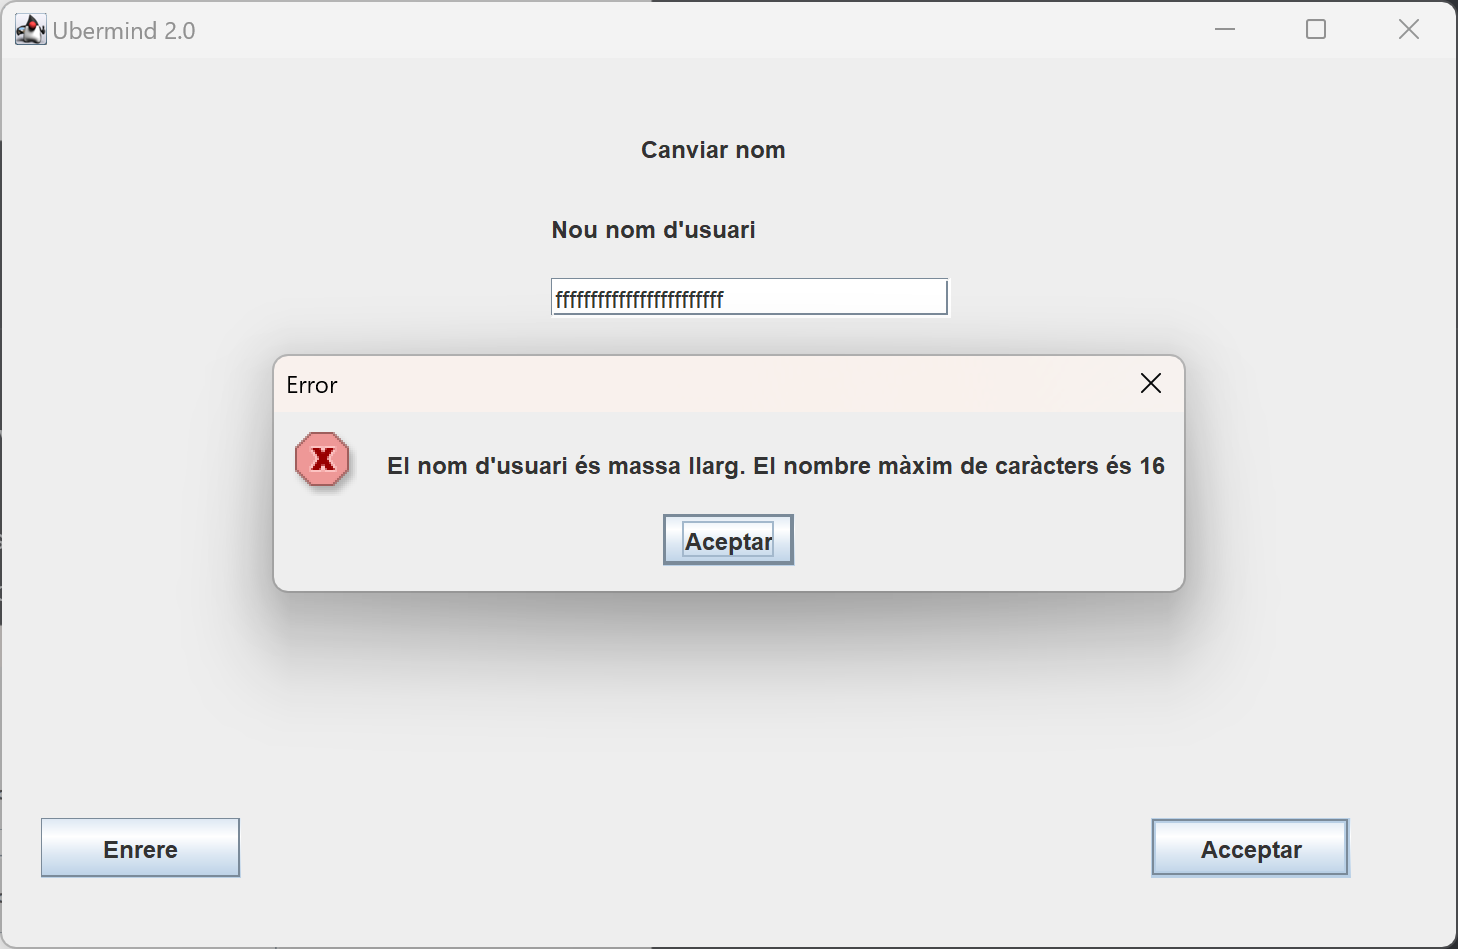 Ubermind 2.0
Canviar nom
Nou nom d'usuari
ffffffffffffffffffffffff
Error
El nom d'usuari és massa llarg. El nombre màxim de caràcters és 16
Aceptar
Enrere
Acceptar